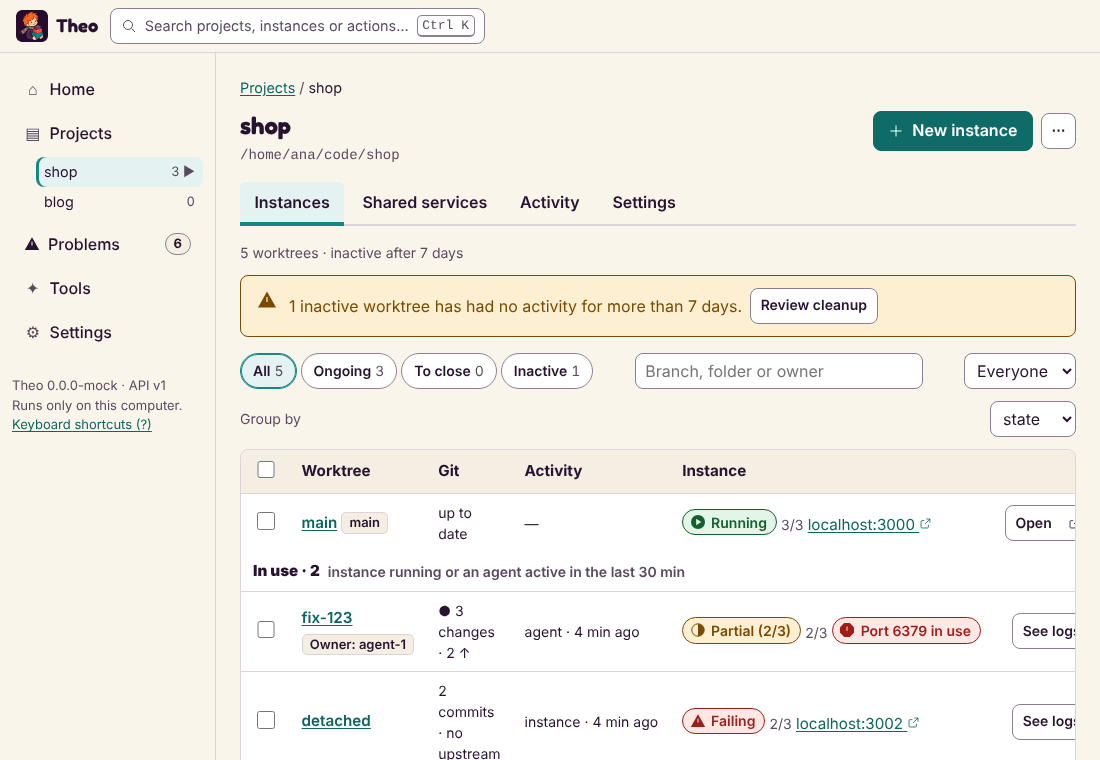 Theo
Search projects, instances or actions... Ctrl K
Home
Projects
shop 3
blog 0
Problems 6
Tools
Settings
Theo 0.0.0-mock · API v1
Runs only on this computer.
Keyboard shortcuts (?)
Projects / shop
shop
/home/ana/code/shop
+ New instance ···
Instances Shared services Activity Settings
5 worktrees · inactive after 7 days
1 inactive worktree has had no activity for more than 7 days. Review cleanup
All 5 Ongoing 3 To close 0 Inactive 1 Branch, folder or owner Everyone
Group by state
Worktree Git Activity Instance
main main up to date — Running 3/3 localhost:3000 Open
In use · 2 instance running or an agent active in the last 30 min
fix-123 Owner: agent-1 ● 3 changes · 2 ↑ agent · 4 min ago Partial (2/3) 2/3 Port 6379 in use See logs
detached 2 commits · no upstream instance · 4 min ago Failing 2/3 localhost:3002 See logs